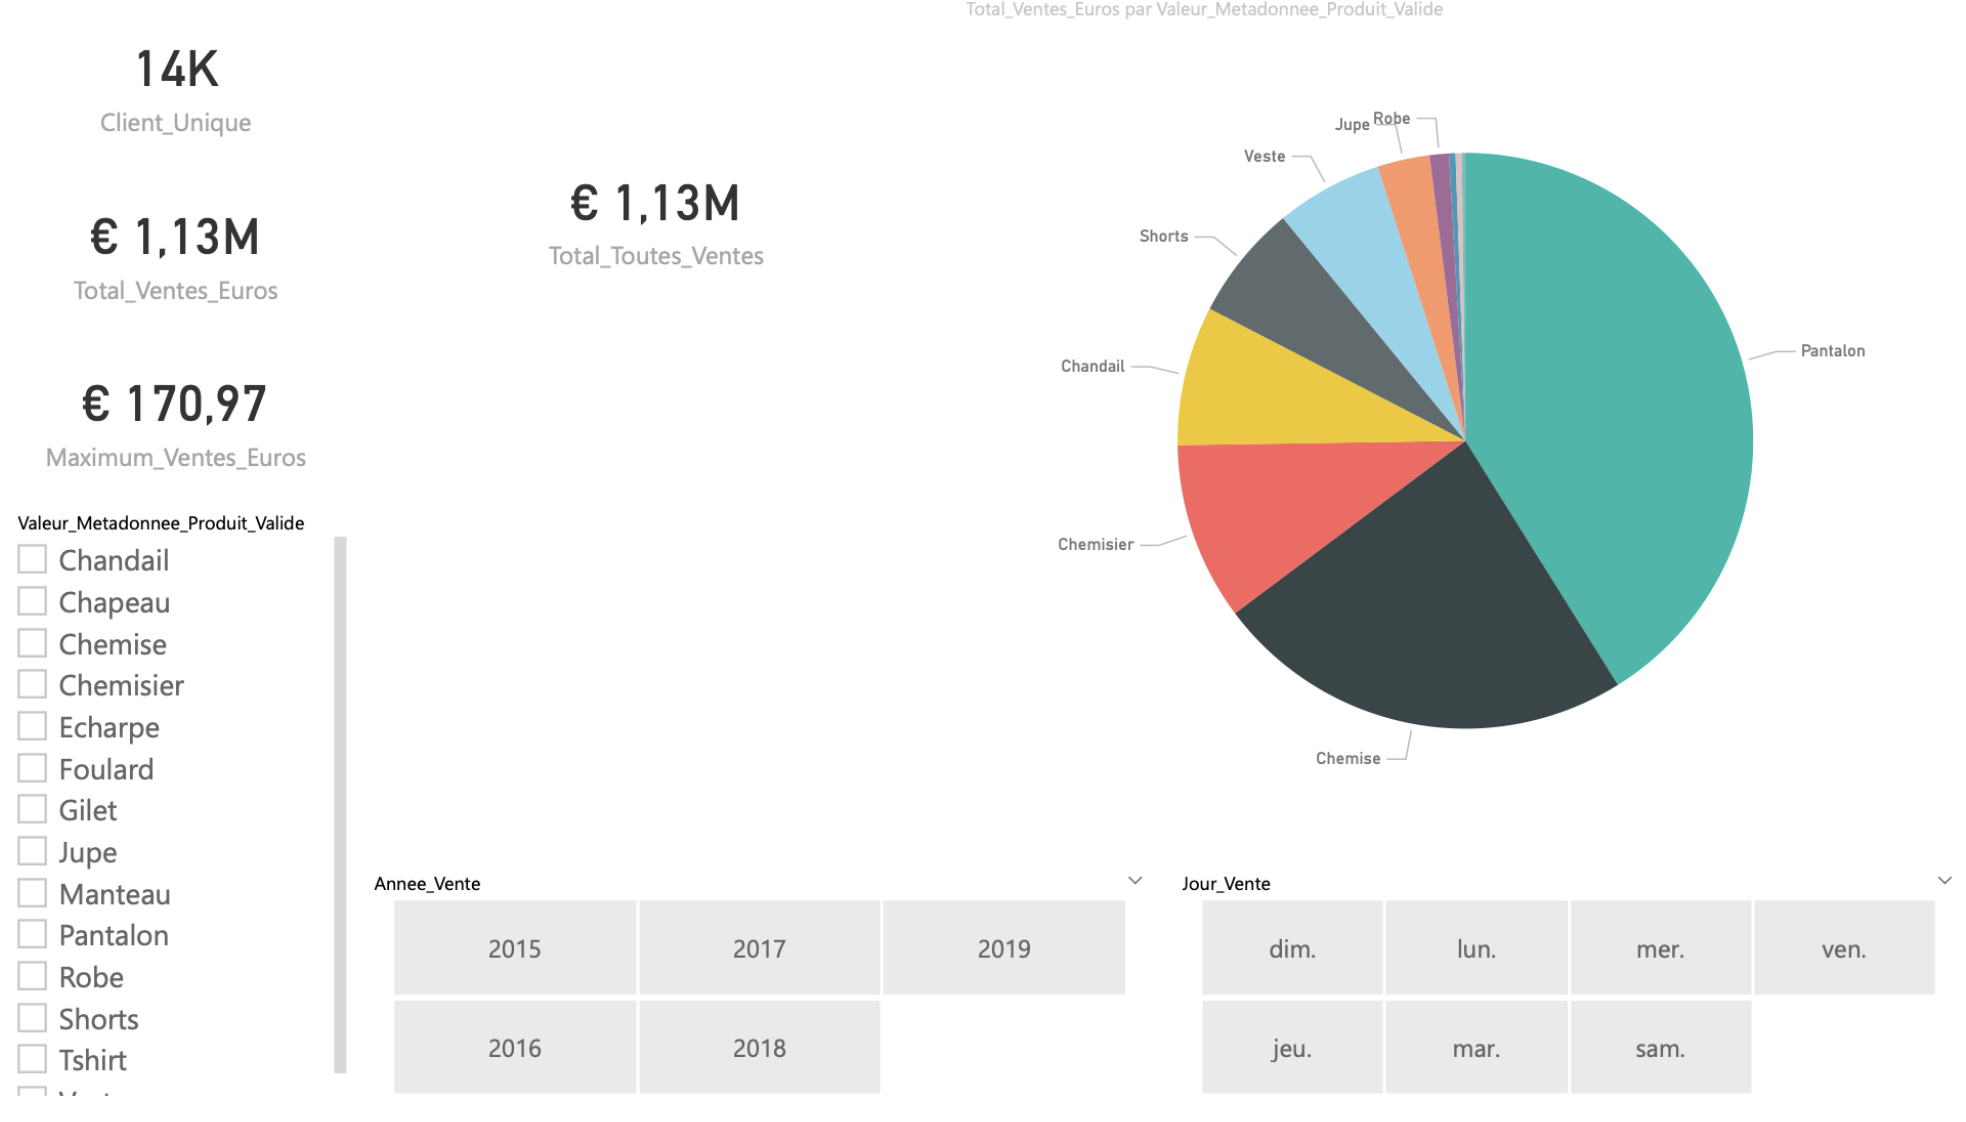 Total_Ventes_Euros par Valeur_Metadonnee_Produit_Valide
14K
Client_Unique
€ 1,13M
Total_Ventes_Euros
€ 170,97
Maximum_Ventes_Euros
€ 1,13M
Total_Toutes_Ventes
Robe
Jupe
Veste
Shorts
Chandail
Chemisier
Chemise
Pantalon
Valeur_Metadonnee_Produit_Valide
Chandail
Chapeau
Chemise
Chemisier
Echarpe
Foulard
Gilet
Jupe
Manteau
Pantalon
Robe
Shorts
Tshirt
Annee_Vente
2015 2017 2019
2016 2018
Jour_Vente
dim. lun. mer. ven.
jeu. mar. sam.